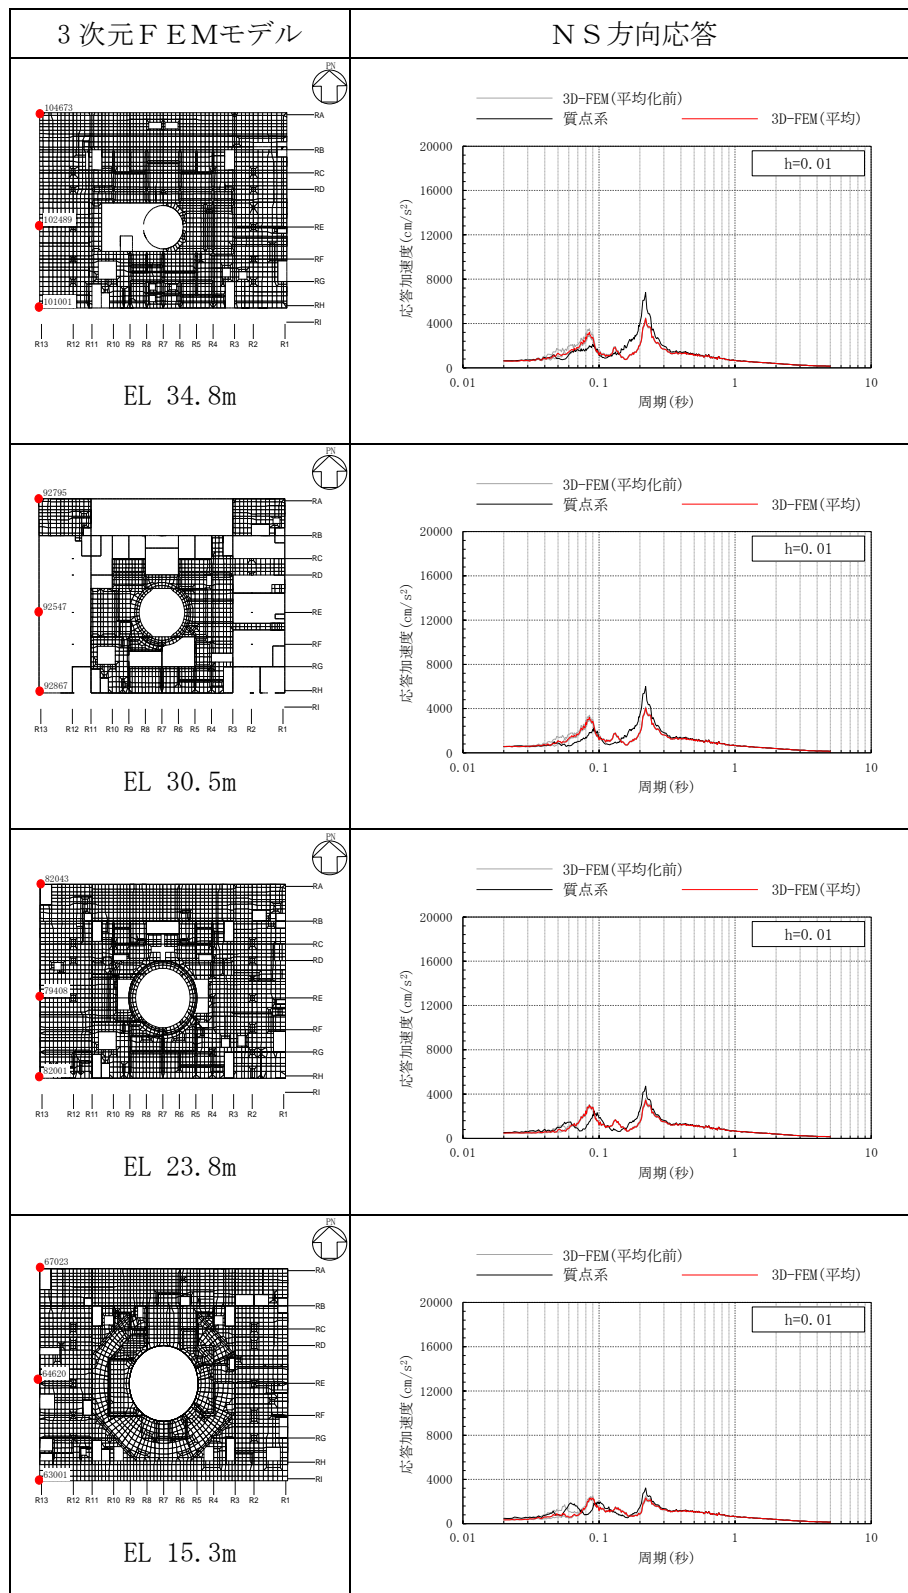 3次元FEMモデル
NS方向応答
PN
104673
102489
101001
RA
RB
RC
RD
RE
RF
RG
RH
RI
R13 R12 R11 R10 R9 R8 R7 R6 R5 R4 R3 R2 R1
EL 34.8m
3D-FEM(平均化前)
質点系 3D-FEM(平均)
h=0.01
応答加速度(cm/s²)
20000
16000
12000
8000
4000
0
0.01 0.1 1 10
周期(秒)
PN
92795
92547
92867
RA
RB
RC
RD
RE
RF
RG
RH
RI
R13 R12 R11 R10 R9 R8 R7 R6 R5 R4 R3 R2 R1
EL 30.5m
3D-FEM(平均化前)
質点系 3D-FEM(平均)
h=0.01
応答加速度(cm/s²)
20000
16000
12000
8000
4000
0
0.01 0.1 1 10
周期(秒)
PN
82043
79408
82001
RA
RB
RC
RD
RE
RF
RG
RH
RI
R13 R12 R11 R10 R9 R8 R7 R6 R5 R4 R3 R2 R1
EL 23.8m
3D-FEM(平均化前)
質点系 3D-FEM(平均)
h=0.01
応答加速度(cm/s²)
20000
16000
12000
8000
4000
0
0.01 0.1 1 10
周期(秒)
PN
67023
64620
63001
RA
RB
RC
RD
RE
RF
RG
RH
RI
R13 R12 R11 R10 R9 R8 R7 R6 R5 R4 R3 R2 R1
EL 15.3m
3D-FEM(平均化前)
質点系 3D-FEM(平均)
h=0.01
応答加速度(cm/s²)
20000
16000
12000
8000
4000
0
0.01 0.1 1 10
周期(秒)